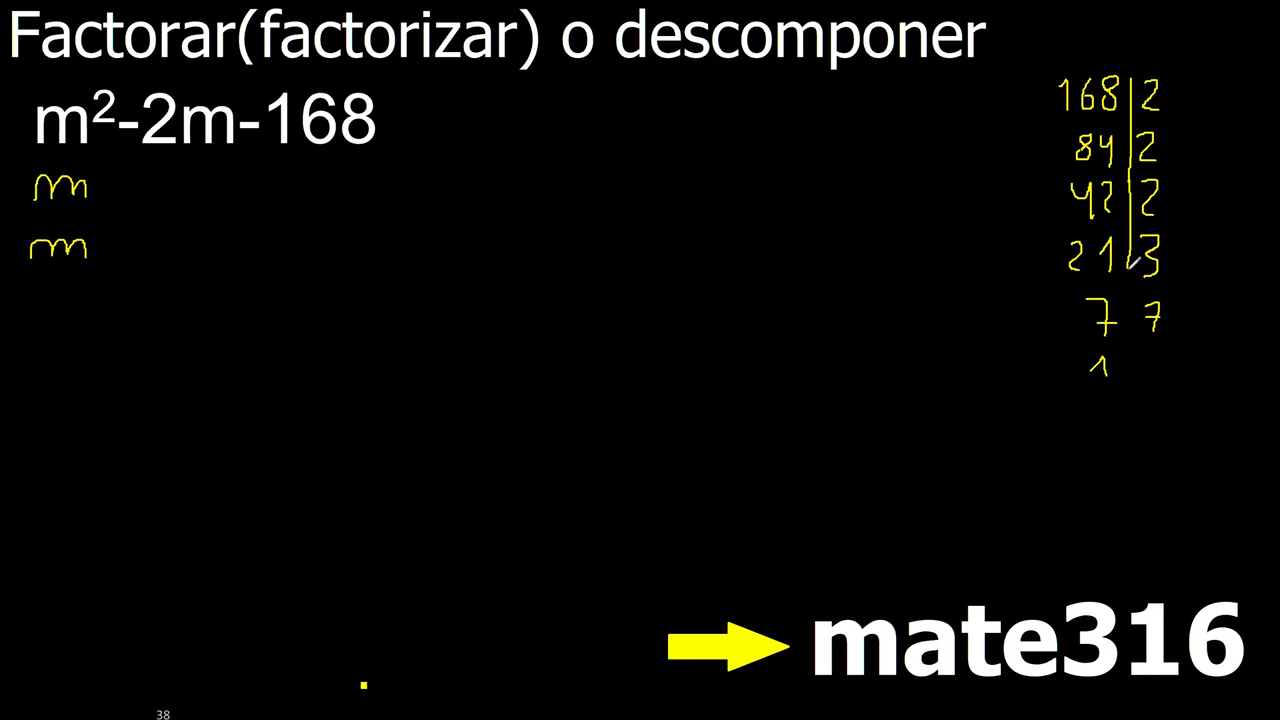 Factorar(factorizar) o descomponer
m²-2m-168
m
m
168|2
84|2
42|2
21|3
7 7
1
mate316
38